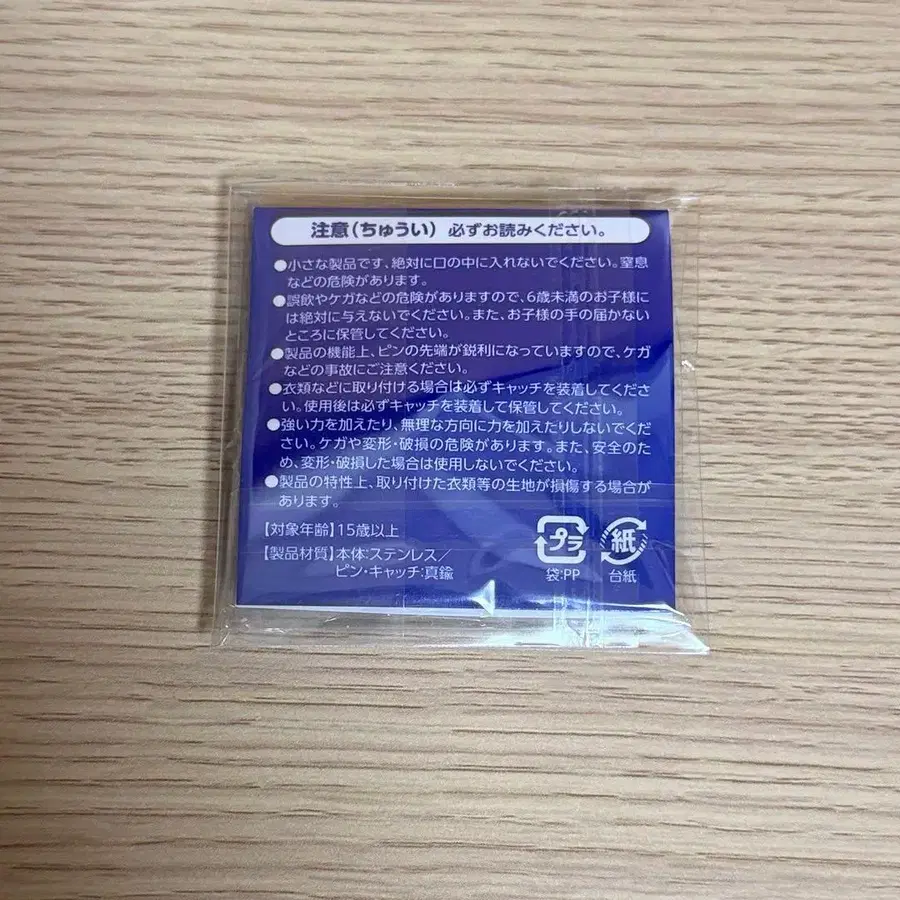 注意(ちゅうい) 必ずお読みください。
●小さな製品です、絶対に口の中に入れないでください。窒息
などの危険があります。
●誤飲やケガなどの危険がありますので、6歳未満のお子様に
は絶対に与えないでください。また、お子様の手の届かない
ところに保管してください。
●製品の機能上、ピンの先端が鋭利になっていますので、ケガ
などの事故にご注意ください。
●衣類などに取り付ける場合は必ずキャッチを装着してくださ
い。使用後は必ずキャッチを装着して保管してください。
●強い力を加えたり、無理な方向に力を加えたりしないでくだ
さい。ケガや変形・破損の危険があります。また、安全のた
め、変形・破損した場合は使用しないでください。
●製品の特性上、取り付けた衣類等の生地が損傷する場合が
あります。
【対象年齢】15歳以上
【製品材質】本体:ステンレス/
ピン・キャッチ:真鍮
プラ
袋:PP
紙
台紙